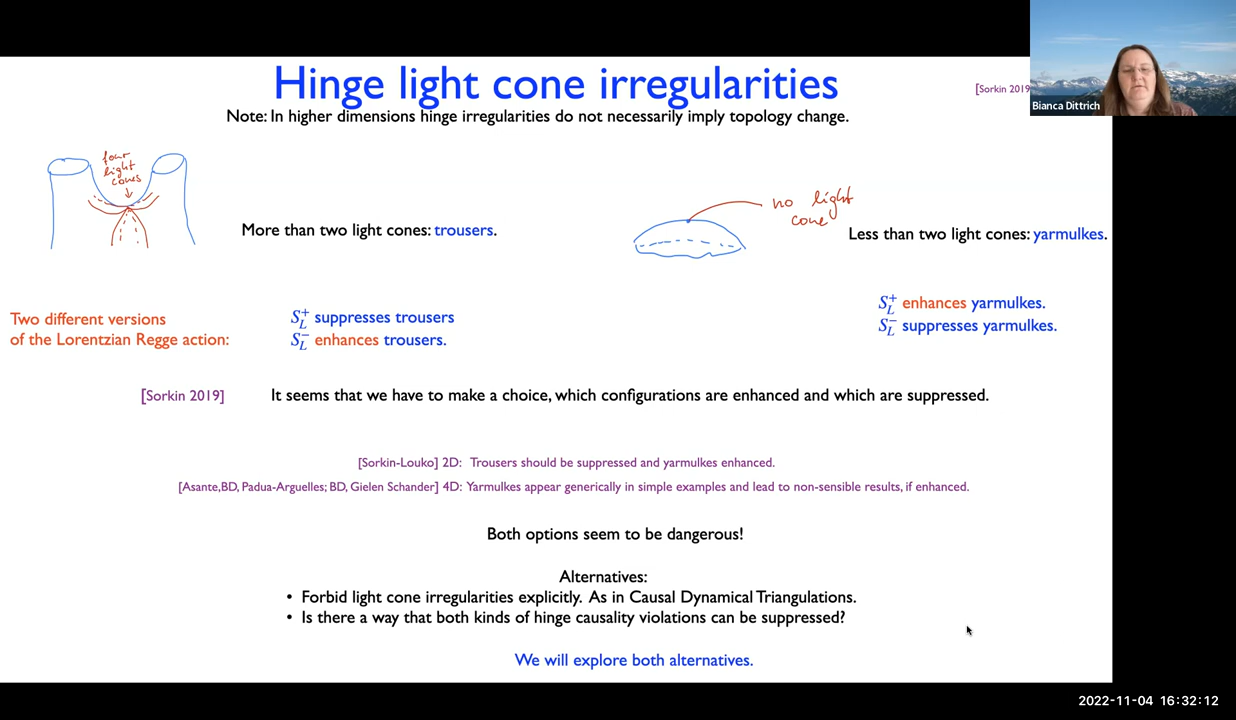 Hinge light cone irregularities
[Sorkin 2019
Bianca Dittrich
Note: In higher dimensions hinge irregularities do not necessarily imply topology change.
four
light
cones
More than two light cones: trousers.
no light
cone
Less than two light cones: yarmulkes.
Two different versions
of the Lorentzian Regge action:
S_L^+ suppresses trousers
S_L^- enhances trousers.
S_L^+ enhances yarmulkes.
S_L^- suppresses yarmulkes.
[Sorkin 2019] It seems that we have to make a choice, which configurations are enhanced and which are suppressed.
[Sorkin-Louko] 2D: Trousers should be suppressed and yarmulkes enhanced.
[Asante,BD, Padua-Arguelles; BD, Gielen Schander] 4D: Yarmulkes appear generically in simple examples and lead to non-sensible results, if enhanced.
Both options seem to be dangerous!
Alternatives:
• Forbid light cone irregularities explicitly. As in Causal Dynamical Triangulations.
• Is there a way that both kinds of hinge causality violations can be suppressed?
We will explore both alternatives.
2022-11-04 16:32:12